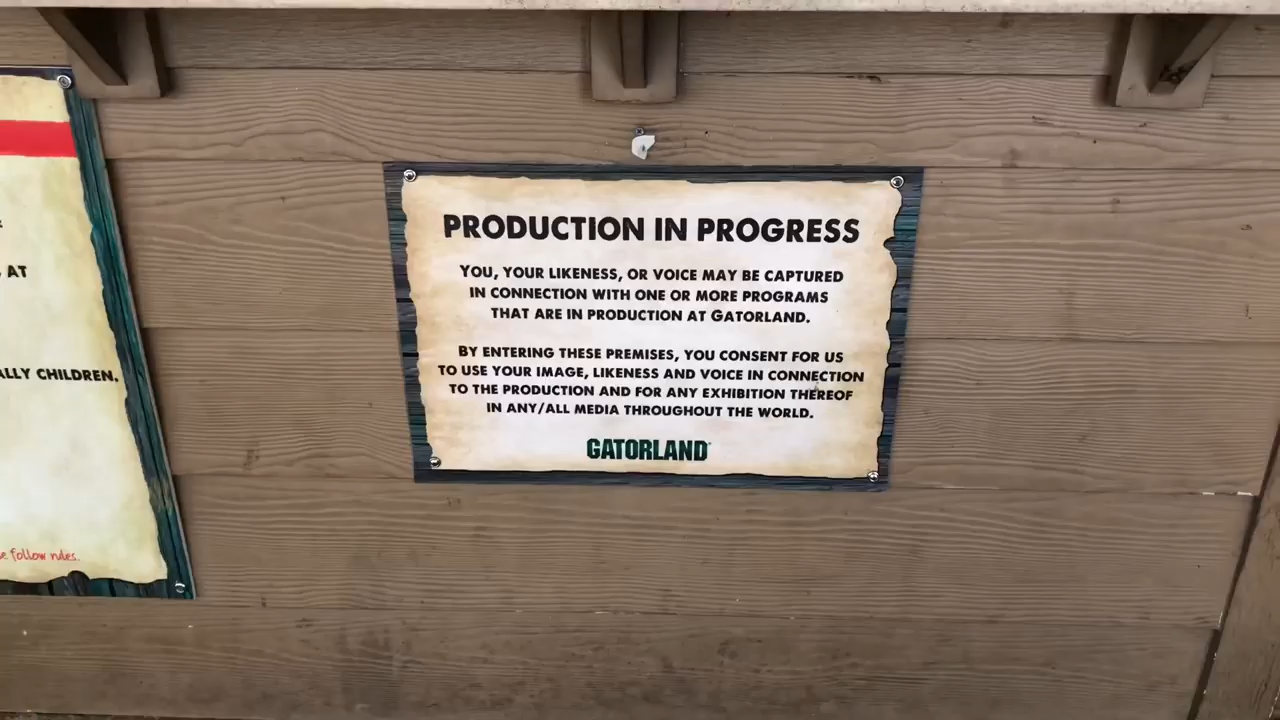 , AT
ALLY CHILDREN.
follow rules.
PRODUCTION IN PROGRESS
YOU, YOUR LIKENESS, OR VOICE MAY BE CAPTURED
IN CONNECTION WITH ONE OR MORE PROGRAMS
THAT ARE IN PRODUCTION AT GATORLAND.
BY ENTERING THESE PREMISES, YOU CONSENT FOR US
TO USE YOUR IMAGE, LIKENESS AND VOICE IN CONNECTION
TO THE PRODUCTION AND FOR ANY EXHIBITION THEREOF
IN ANY/ALL MEDIA THROUGHOUT THE WORLD.
GATORLAND